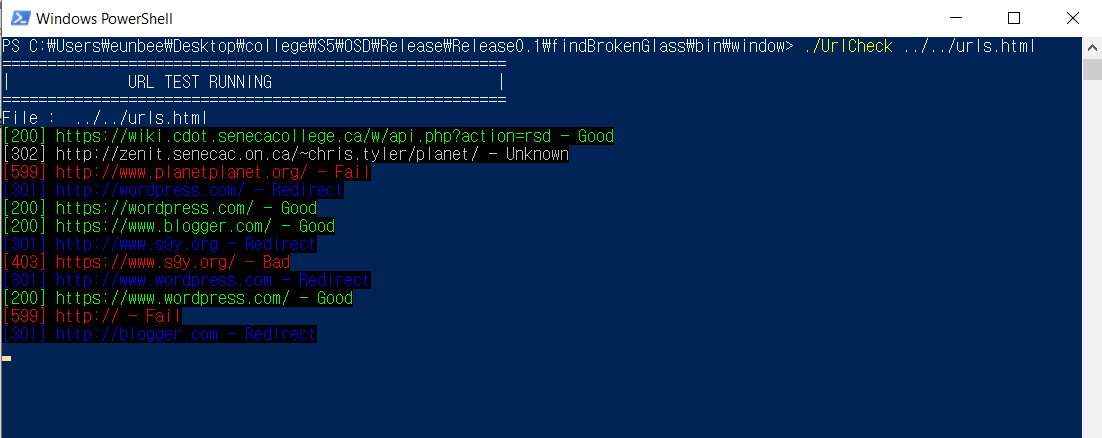 Windows PowerShell
PS C:₩Users₩eunbee₩Desktop₩college₩S5₩OSD₩Release₩Release0.1₩findBrokenGlass₩bin₩window> ./UrlCheck ../../urls.html
========================================================
| URL TEST RUNNING |
========================================================
File : ../../urls.html
[200] https://wiki.cdot.senecacollege.ca/w/api.php?action=rsd - Good
[302] http://zenit.senecac.on.ca/~chris.tyler/planet/ - Unknown
[599] http://www.planetplanet.org/ - Fail
[301] http://wordpress.com/ - Redirect
[200] https://wordpress.com/ - Good
[200] https://www.blogger.com/ - Good
[301] http://www.s9y.org - Redirect
[403] https://www.s9y.org/ - Bad
[301] http://www.wordpress.com - Redirect
[200] https://www.wordpress.com/ - Good
[599] http:// - Fail
[301] http://blogger.com - Redirect